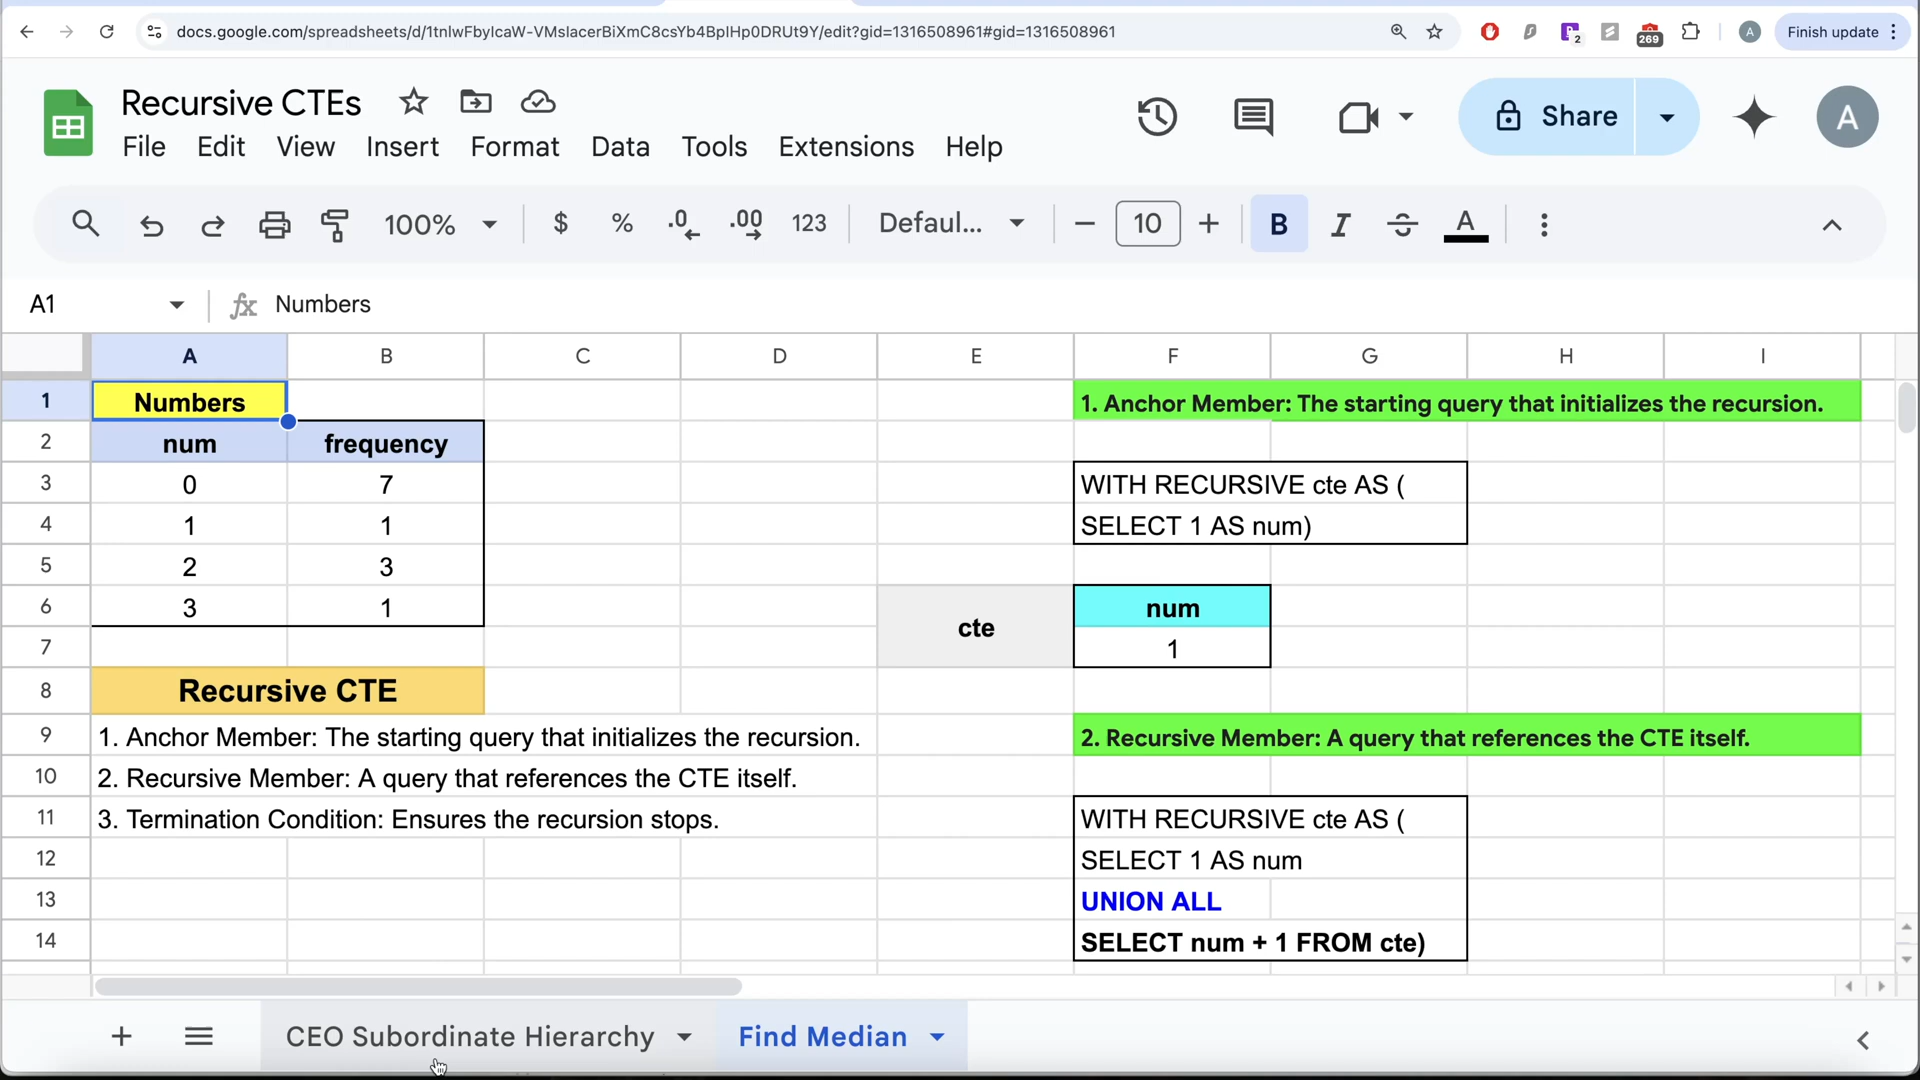 docs.google.com/spreadsheets/d/1tnlwFbylcaW-VMslacerBiXmC8csYb4BplHp0DRUt9Y/edit?gid=1316508961#gid=1316508961
2
269
A
Finish update
Recursive CTEs
File Edit View Insert Format Data Tools Extensions Help
Share
A
100%
$ % .0 .00 123
Defaul...
10
B I S A
A1
fx Numbers
A B C D E F G H I
1 Numbers 1. Anchor Member: The starting query that initializes the recursion.
2 num frequency
3 0 7 WITH RECURSIVE cte AS (
4 1 1 SELECT 1 AS num)
5 2 3
6 3 1 num
cte
7 1
8 Recursive CTE
9 1. Anchor Member: The starting query that initializes the recursion. 2. Recursive Member: A query that references the CTE itself.
10 2. Recursive Member: A query that references the CTE itself.
11 3. Termination Condition: Ensures the recursion stops. WITH RECURSIVE cte AS (
12 SELECT 1 AS num
13 UNION ALL
14 SELECT num + 1 FROM cte)
CEO Subordinate Hierarchy Find Median